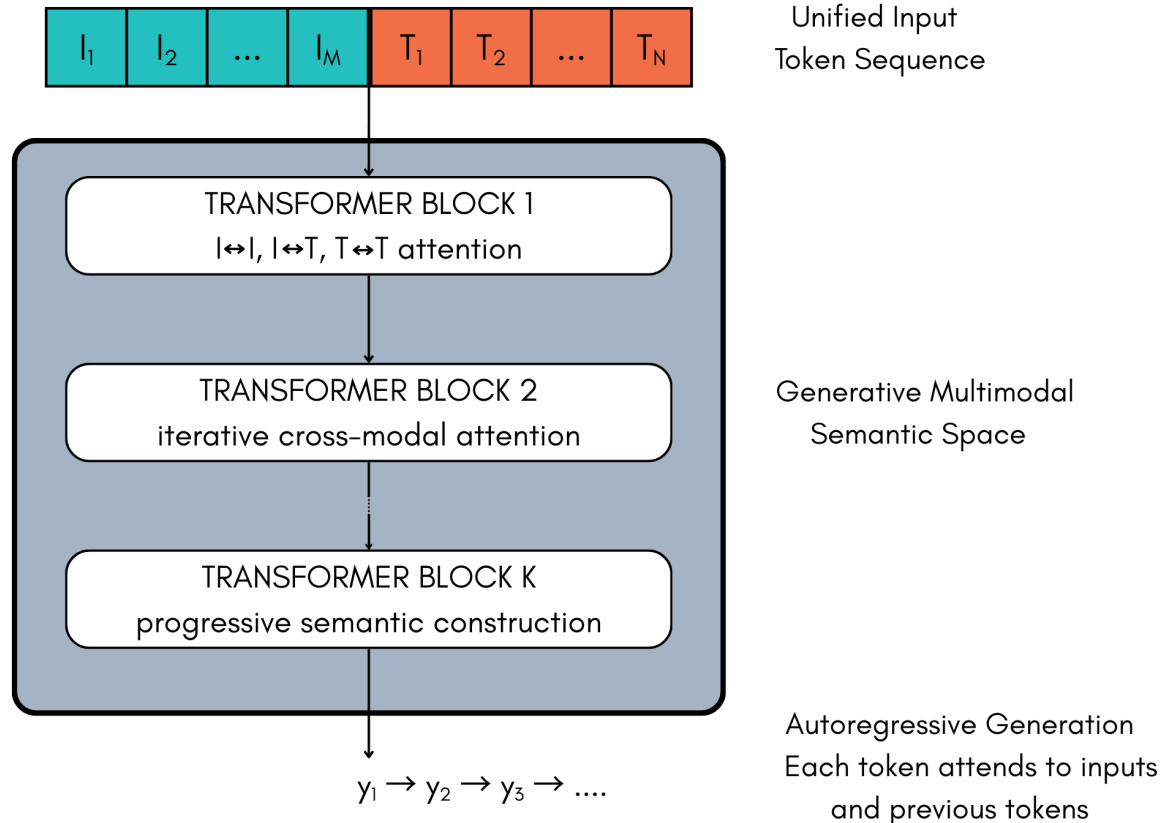 I₁ I₂ ... I_M T₁ T₂ ... T_N
Unified Input
Token Sequence
TRANSFORMER BLOCK 1
I↔I, I↔T, T↔T attention
TRANSFORMER BLOCK 2
iterative cross-modal attention
Generative Multimodal
Semantic Space
TRANSFORMER BLOCK K
progressive semantic construction
y₁ → y₂ → y₃ → ....
Autoregressive Generation
Each token attends to inputs
and previous tokens